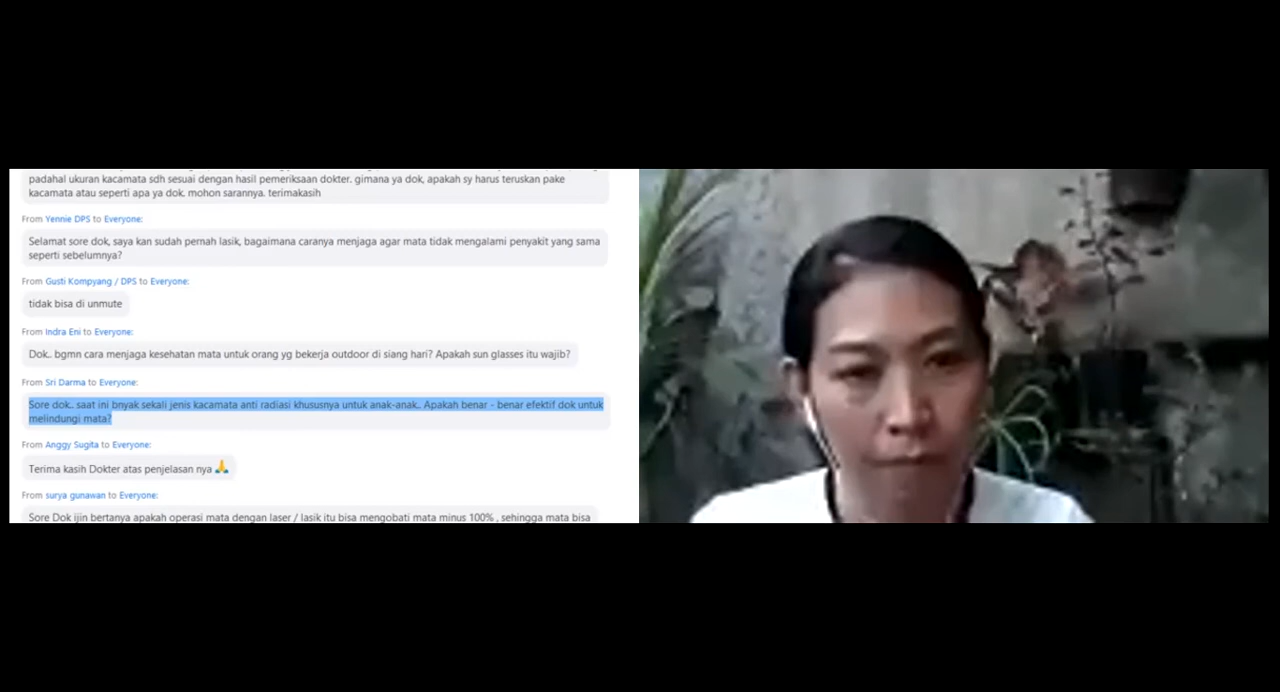 padahal ukuran kacamata sdh sesuai dengan hasil pemeriksaan dokter. gimana ya dok, apakah sy harus teruskan pake
kacamata atau seperti apa ya dok. mohon sarannya. terimakasih
From Yennie DPS to Everyone:
Selamat sore dok, saya kan sudah pernah lasik, bagaimana caranya menjaga agar mata tidak mengalami penyakit yang sama
seperti sebelumnya?
From Gusti Kompyang / DPS to Everyone:
tidak bisa di unmute
From Indra Eni to Everyone:
Dok.. bgmn cara menjaga kesehatan mata untuk orang yg bekerja outdoor di siang hari? Apakah sun glasses itu wajib?
From Sri Darma to Everyone:
Sore dok.. saat ini bnyak sekali jenis kacamata anti radiasi khususnya untuk anak-anak.. Apakah benar - benar efektif dok untuk
melindungi mata?
From Anggy Sugita to Everyone:
Terima kasih Dokter atas penjelasan nya 🙏
From surya gunawan to Everyone:
Sore Dok ijin bertanya apakah operasi mata dengan laser / lasik itu bisa mengobati mata minus 100% , sehingga mata bisa